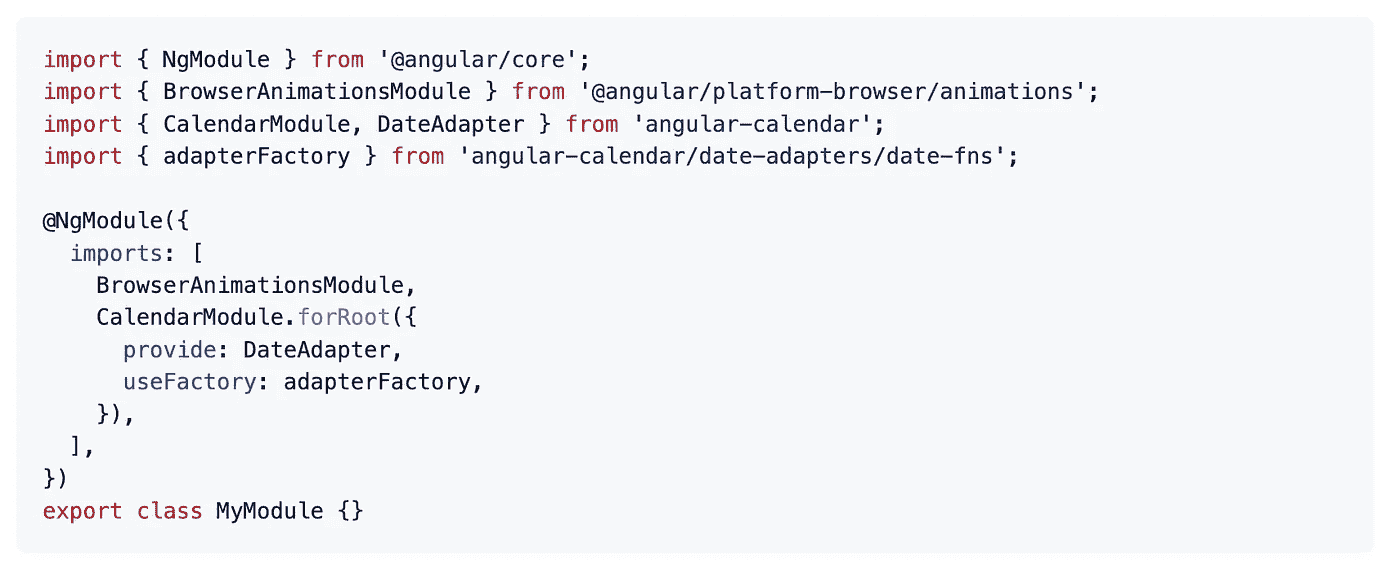 import { NgModule } from '@angular/core';
import { BrowserAnimationsModule } from '@angular/platform-browser/animations';
import { CalendarModule, DateAdapter } from 'angular-calendar';
import { adapterFactory } from 'angular-calendar/date-adapters/date-fns';

@NgModule({
  imports: [
    BrowserAnimationsModule,
    CalendarModule.forRoot({
      provide: DateAdapter,
      useFactory: adapterFactory,
    }),
  ],
})
export class MyModule {}